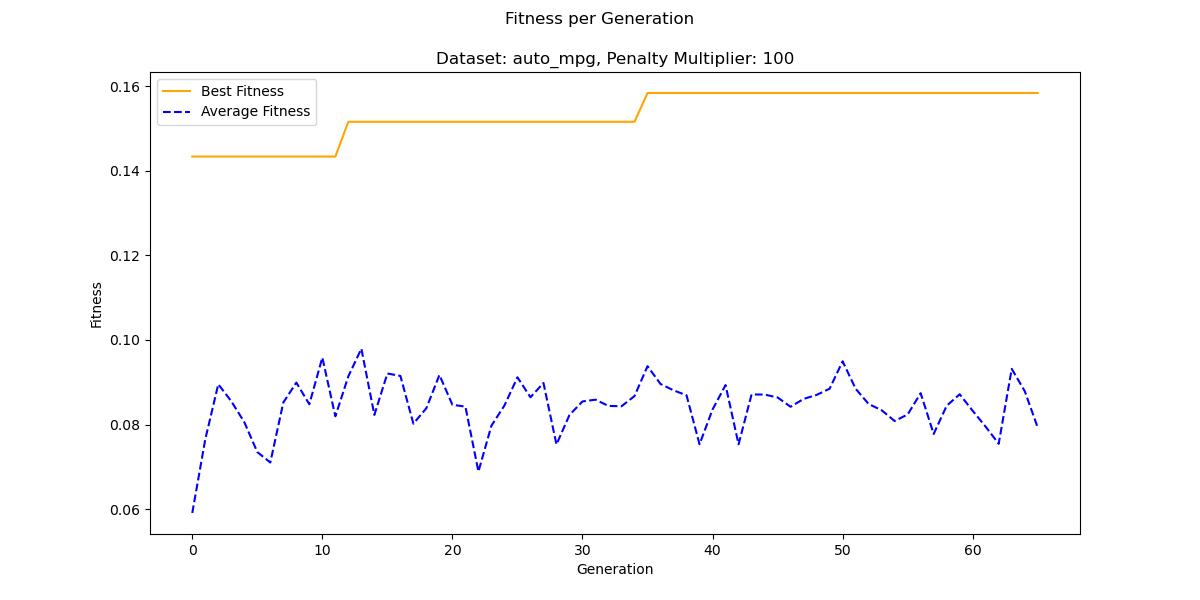 Fitness per Generation
Dataset: auto_mpg, Penalty Multiplier: 100
Best Fitness
Average Fitness
0.16
0.14
0.12
0.10
0.08
0.06
Fitness
0
10
20
30
40
50
60
Generation